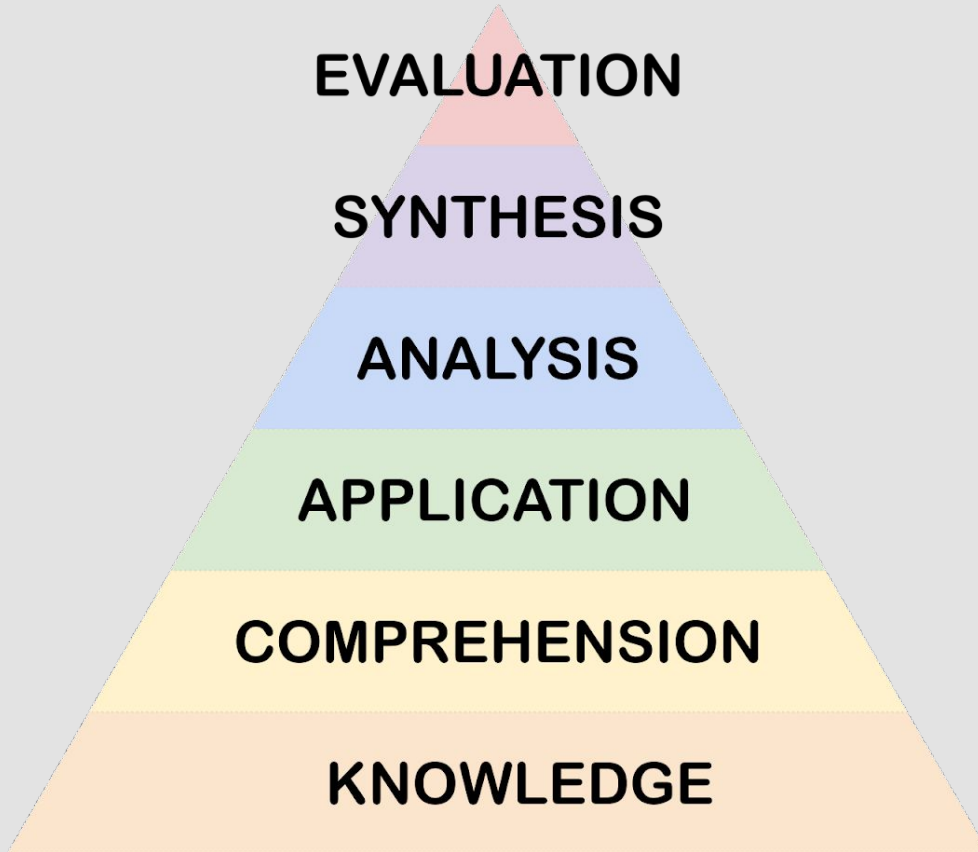 EVALUATION
SYNTHESIS
ANALYSIS
APPLICATION
COMPREHENSION
KNOWLEDGE